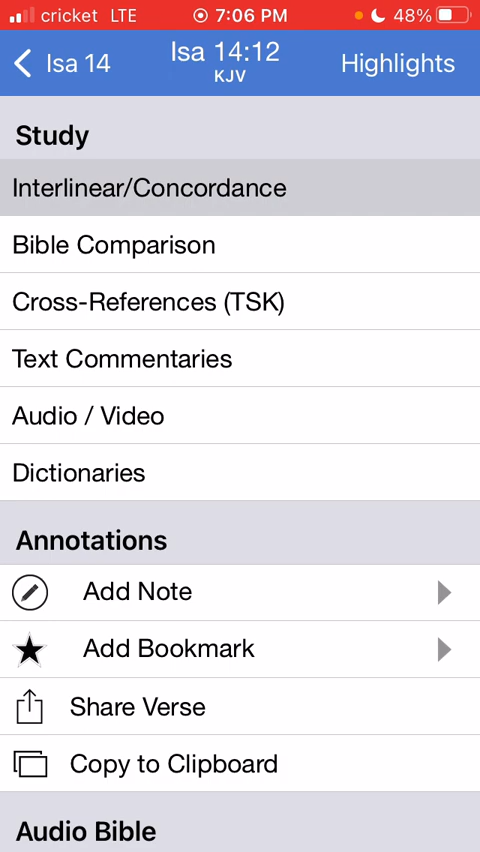 cricket LTE 7:06 PM 48%
Isa 14 Isa 14:12 Highlights
KJV
Study
Interlinear/Concordance
Bible Comparison
Cross-References (TSK)
Text Commentaries
Audio / Video
Dictionaries
Annotations
Add Note
Add Bookmark
Share Verse
Copy to Clipboard
Audio Bible